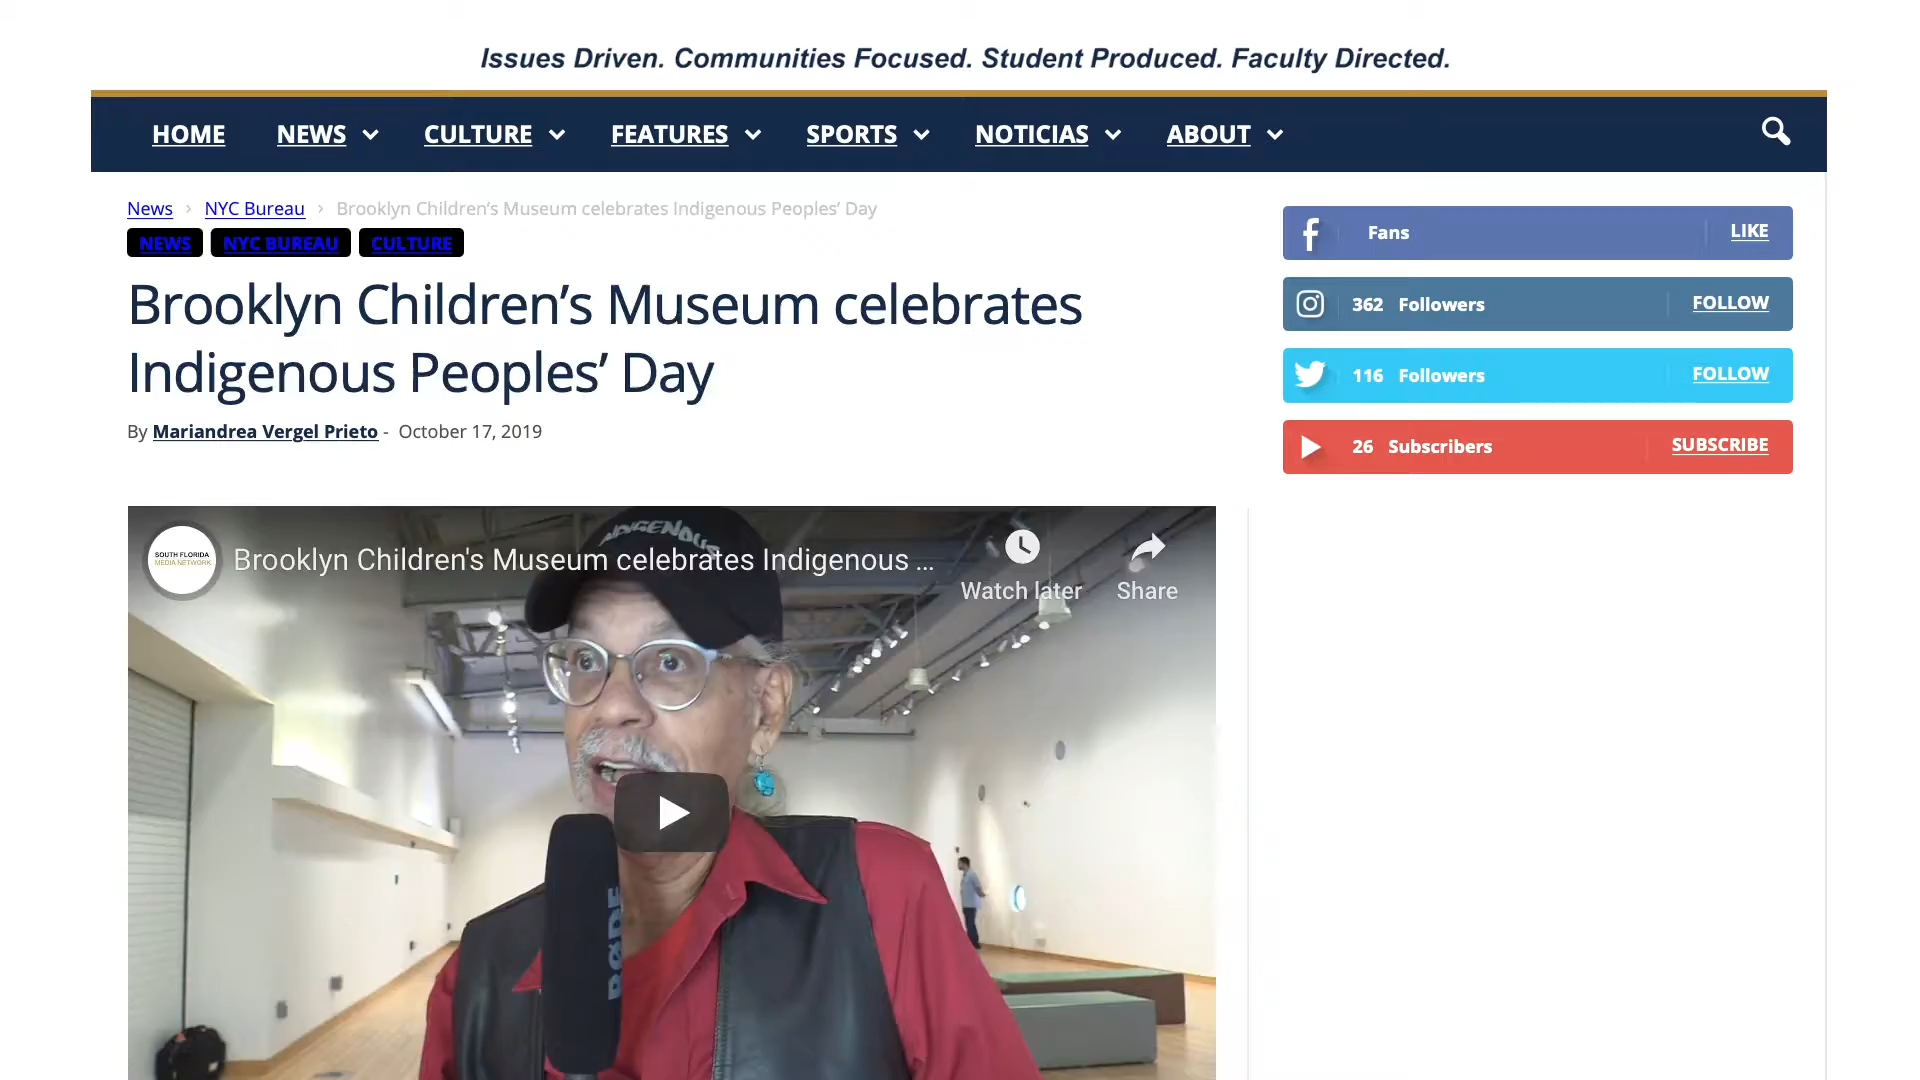 Issues Driven. Communities Focused. Student Produced. Faculty Directed.
HOME NEWS CULTURE FEATURES SPORTS NOTICIAS ABOUT
News › NYC Bureau › Brooklyn Children’s Museum celebrates Indigenous Peoples’ Day
NEWS NYC BUREAU CULTURE
Brooklyn Children’s Museum celebrates
Indigenous Peoples’ Day
By Mariandrea Vergel Prieto - October 17, 2019
Fans LIKE
362 Followers FOLLOW
116 Followers FOLLOW
26 Subscribers SUBSCRIBE
INDIGENOUS
SOUTH FLORIDA
MEDIA NETWORK
Brooklyn Children's Museum celebrates Indigenous ...
Watch later
Share
RØDE